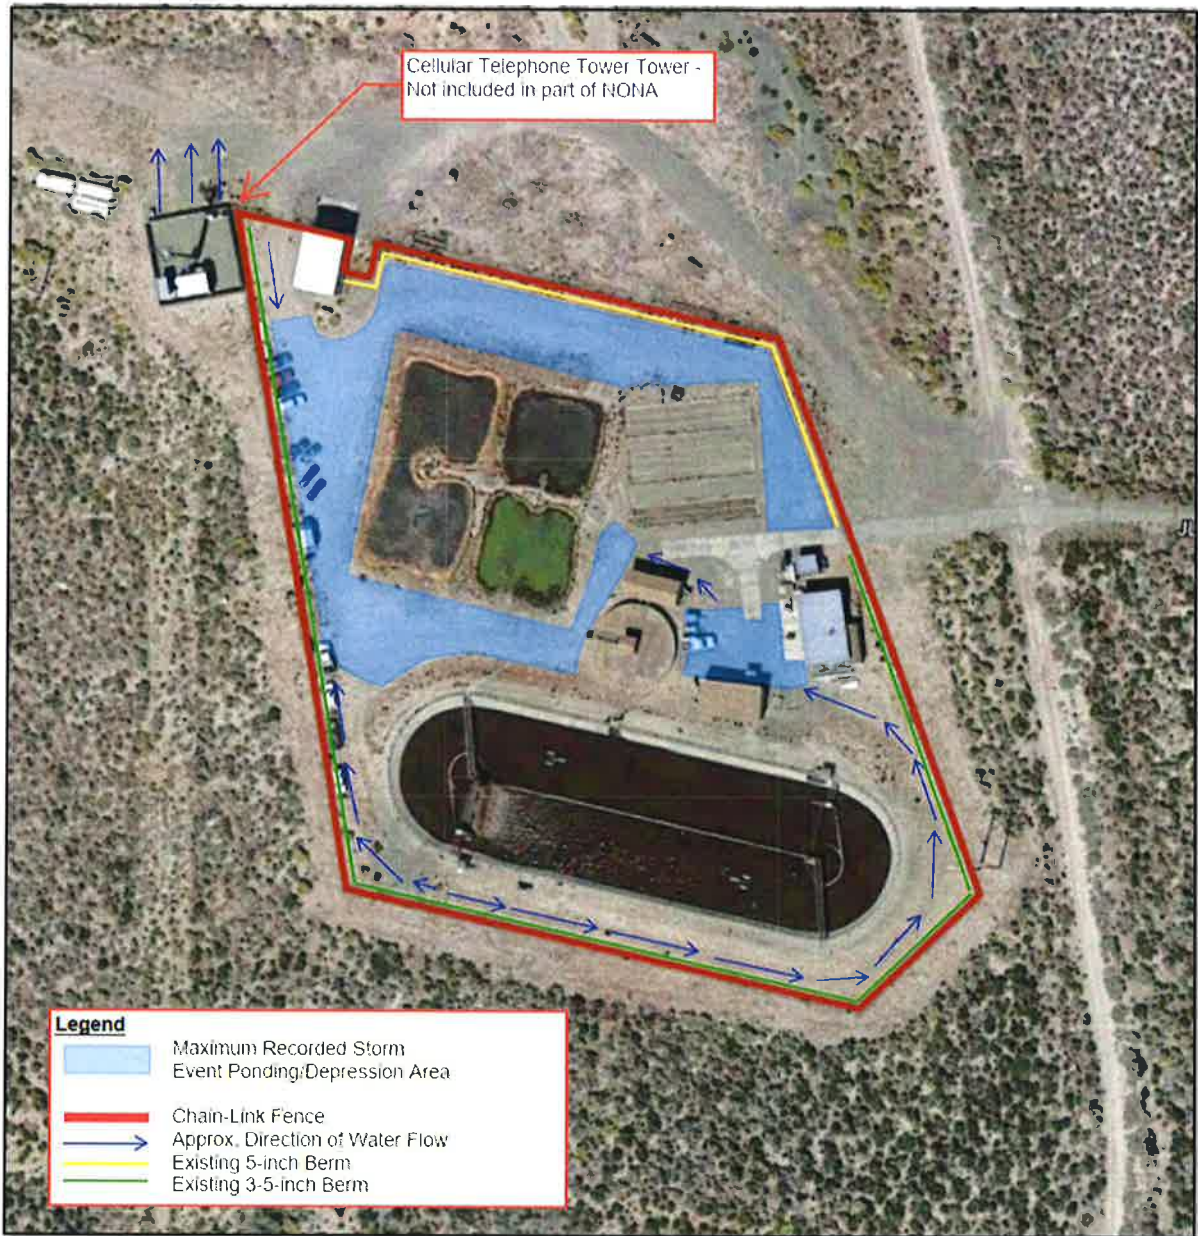 Cellular Telephone Tower Tower -
Not included in part of NONA
Legend
Maximum Recorded Storm
Event Ponding/Depression Area
Chain-Link Fence
Approx. Direction of Water Flow
Existing 5-inch Berm
Existing 3-5-inch Berm